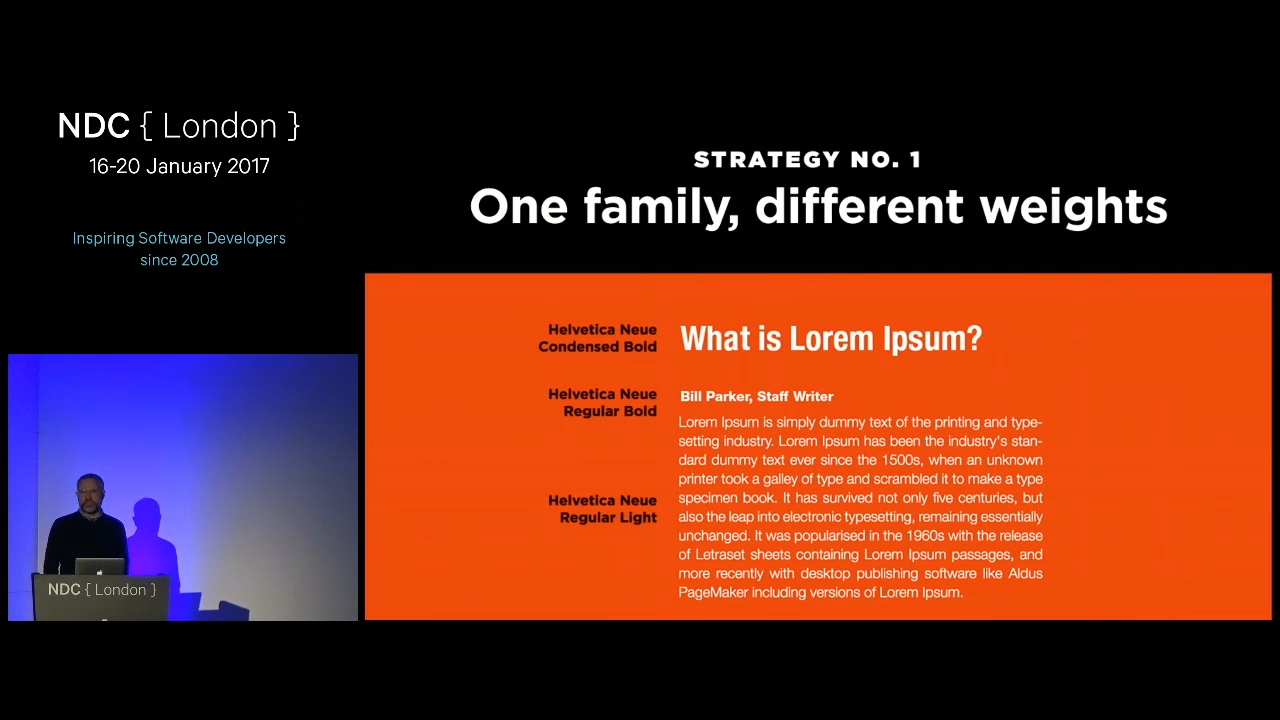 NDC { London }
16-20 January 2017
Inspiring Software Developers
since 2008
NDC { London }
STRATEGY NO. 1
One family, different weights
Helvetica Neue
Condensed Bold
What is Lorem Ipsum?
Helvetica Neue
Regular Bold
Bill Parker, Staff Writer
Helvetica Neue
Regular Light
Lorem Ipsum is simply dummy text of the printing and type-
setting industry. Lorem Ipsum has been the industry's stan-
dard dummy text ever since the 1500s, when an unknown
printer took a galley of type and scrambled it to make a type
specimen book. It has survived not only five centuries, but
also the leap into electronic typesetting, remaining essentially
unchanged. It was popularised in the 1960s with the release
of Letraset sheets containing Lorem Ipsum passages, and
more recently with desktop publishing software like Aldus
PageMaker including versions of Lorem Ipsum.